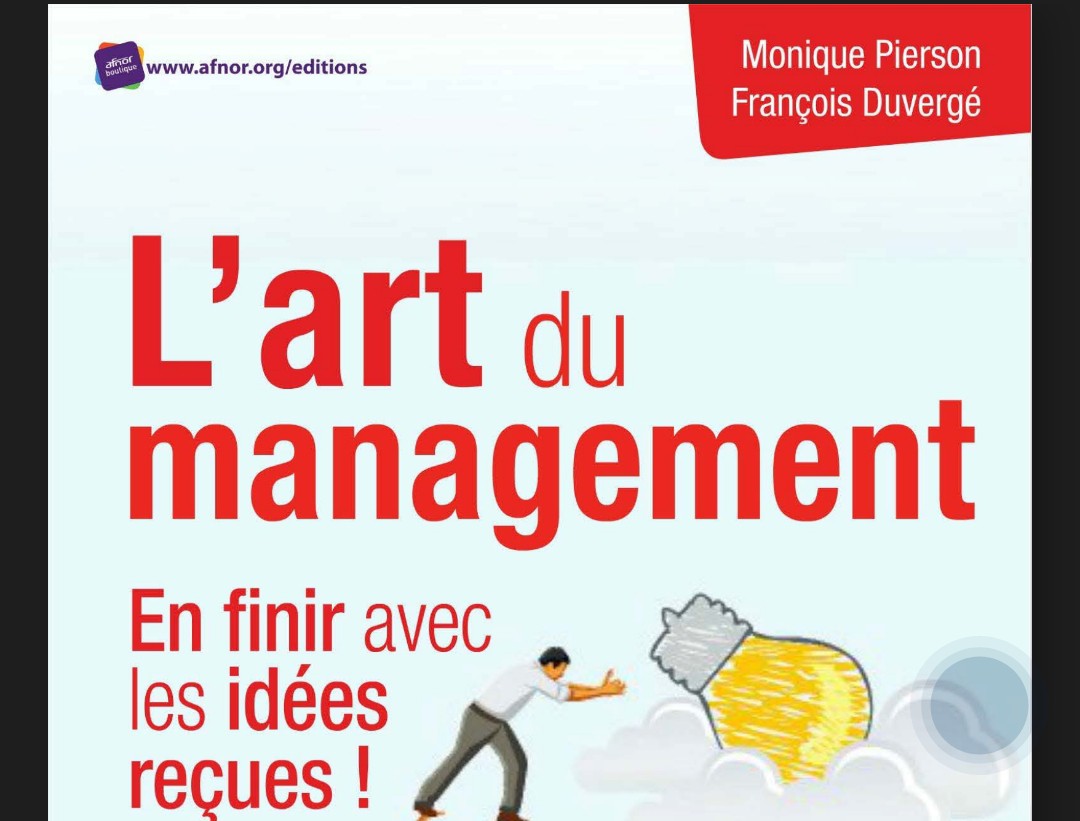 afnor
boutique
www.afnor.org/editions
Monique Pierson
François Duvergé
L'art du
management
En finir avec
les idées
reçues !